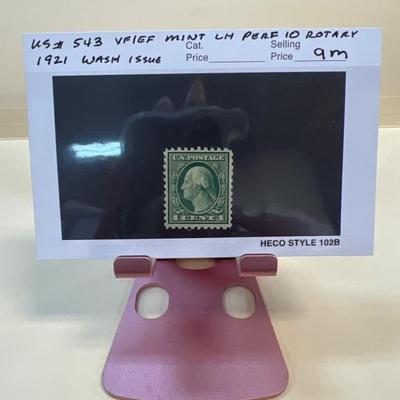 US# 543 VF/EF MINT LH PERF 10 ROTARY
1921 WASH ISSUE
Cat. Price
Selling Price 9m
U.S. POSTAGE
1 CENT 1
HECO STYLE 102B